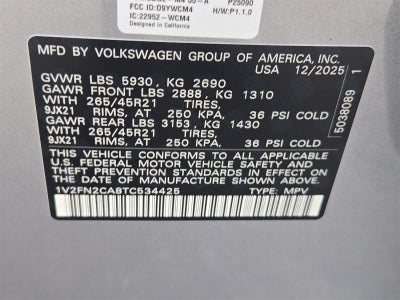 P25090
FCC ID:D9YWCM4
H/W:P1.1.0
IC:22952-WCM4
Designed in California
MFD BY VOLKSWAGEN GROUP OF AMERICA, INC.
USA 12/2025
GVWR LBS 5930, KG 2690
GAWR FRONT LBS 2888, KG 1310
WITH 265/45R21 TIRES,
9JX21 RIMS, AT 250 KPA, 36 PSI COLD
GAWR REAR LBS 3153, KG 1430
WITH 265/45R21 TIRES,
9JX21 RIMS, AT 250 KPA, 36 PSI COLD
THIS VEHICLE CONFORMS TO ALL APPLICABLE
U.S. FEDERAL MOTOR VEHICLE SAFETY AND
THEFT PREVENTION STANDARDS IN EFFECT ON THE
DATE OF MANUFACTURE SHOWN ABOVE.
1V2FN2CA8TC534425 TYPE: MPV
5038089 1